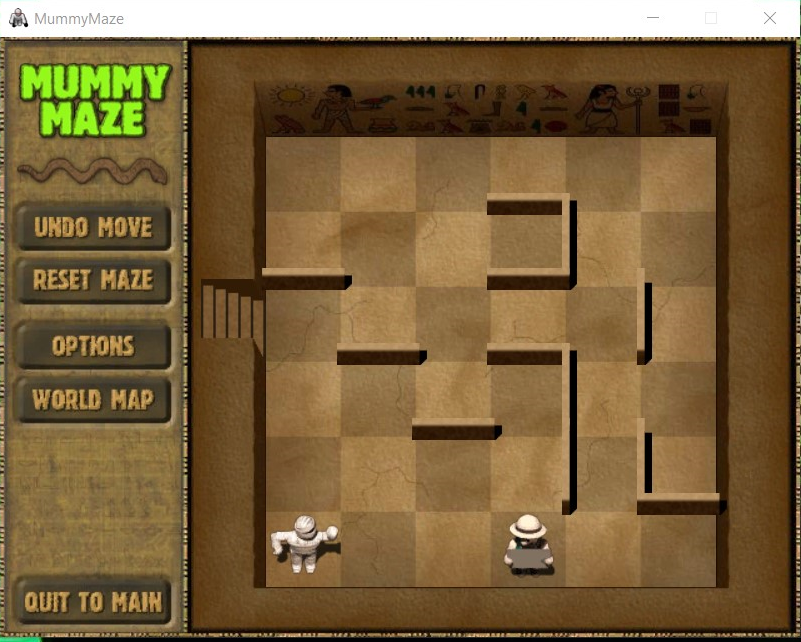 MummyMaze
MUMMY
MAZE
UNDO MOVE
RESET MAZE
OPTIONS
WORLD MAP
QUIT TO MAIN